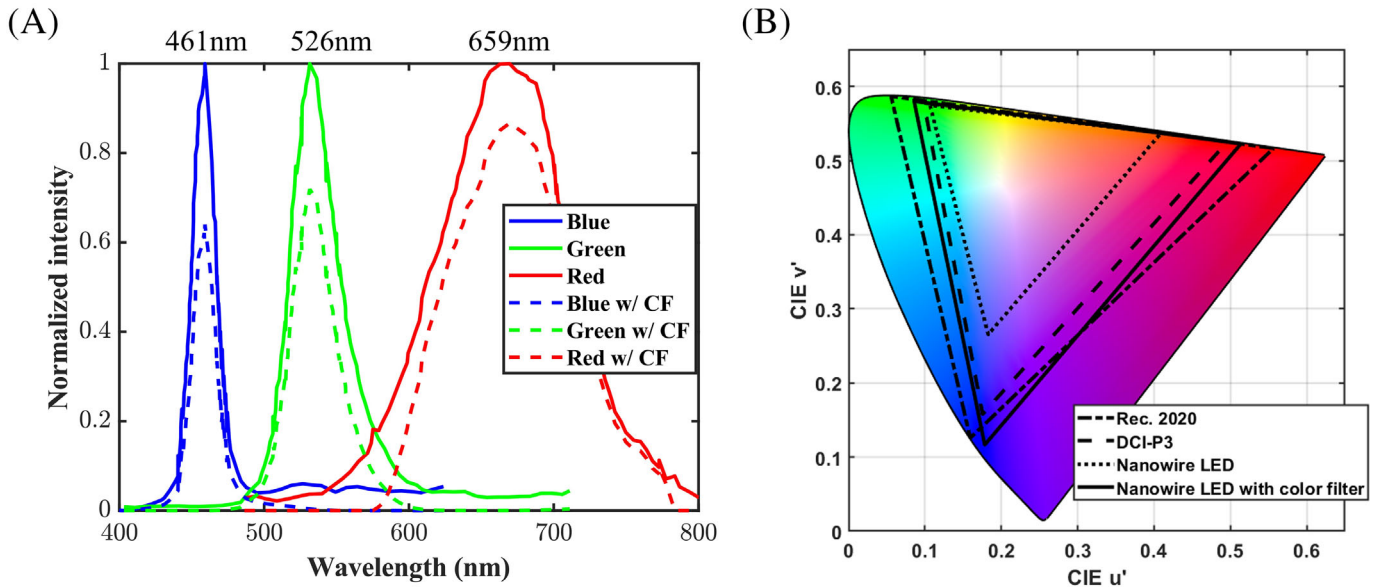 (A)
461nm 526nm 659nm
1
0.8
0.6
0.4
0.2
0
400 500 600 700 800
Normalized intensity
Wavelength (nm)
Blue
Green
Red
Blue w/ CF
Green w/ CF
Red w/ CF
(B)
0.6
0.5
0.4
0.3
0.2
0.1
0
0 0.1 0.2 0.3 0.4 0.5 0.6
CIE v'
CIE u'
Rec. 2020
DCI-P3
Nanowire LED
Nanowire LED with color filter